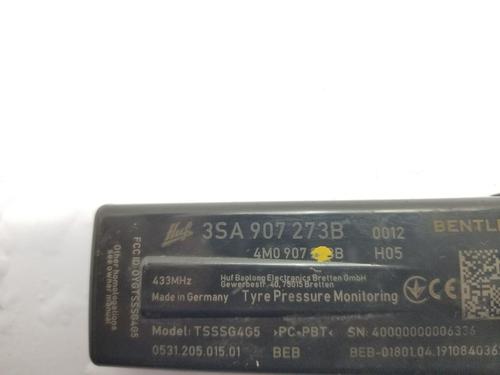 Huf
3SA 907 273B
0012
BENTLE
4M0 907 B
H05
FCC ID:OYGTSSSG4G5
Other homologations
see owner manual
433MHz
Made in Germany
Huf Baolong Electronics Bretten GmbH
Gewerbestr. 40, 75015 Bretten
Tyre Pressure Monitoring
Model: TSSSG4G5
>PC+PBT<
SN: 40000000006336
0531.205.015.01
BEB
BEB-01801.04.1910840361